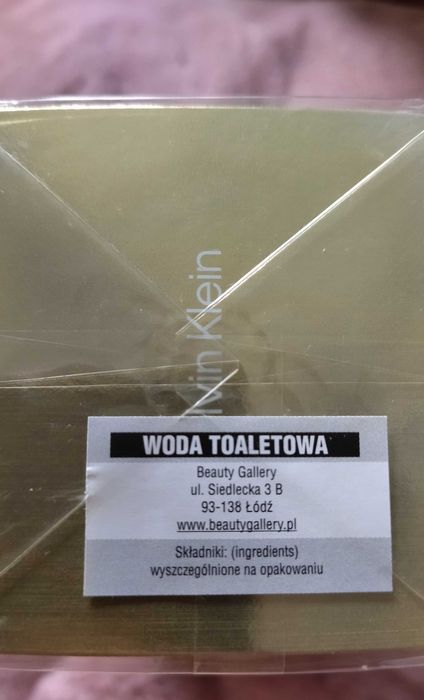 lvin Klein
WODA TOALETOWA
Beauty Gallery
ul. Siedlecka 3 B
93-138 Łódź
www.beautygallery.pl
Składniki: (ingredients)
wyszczególnione na opakowaniu